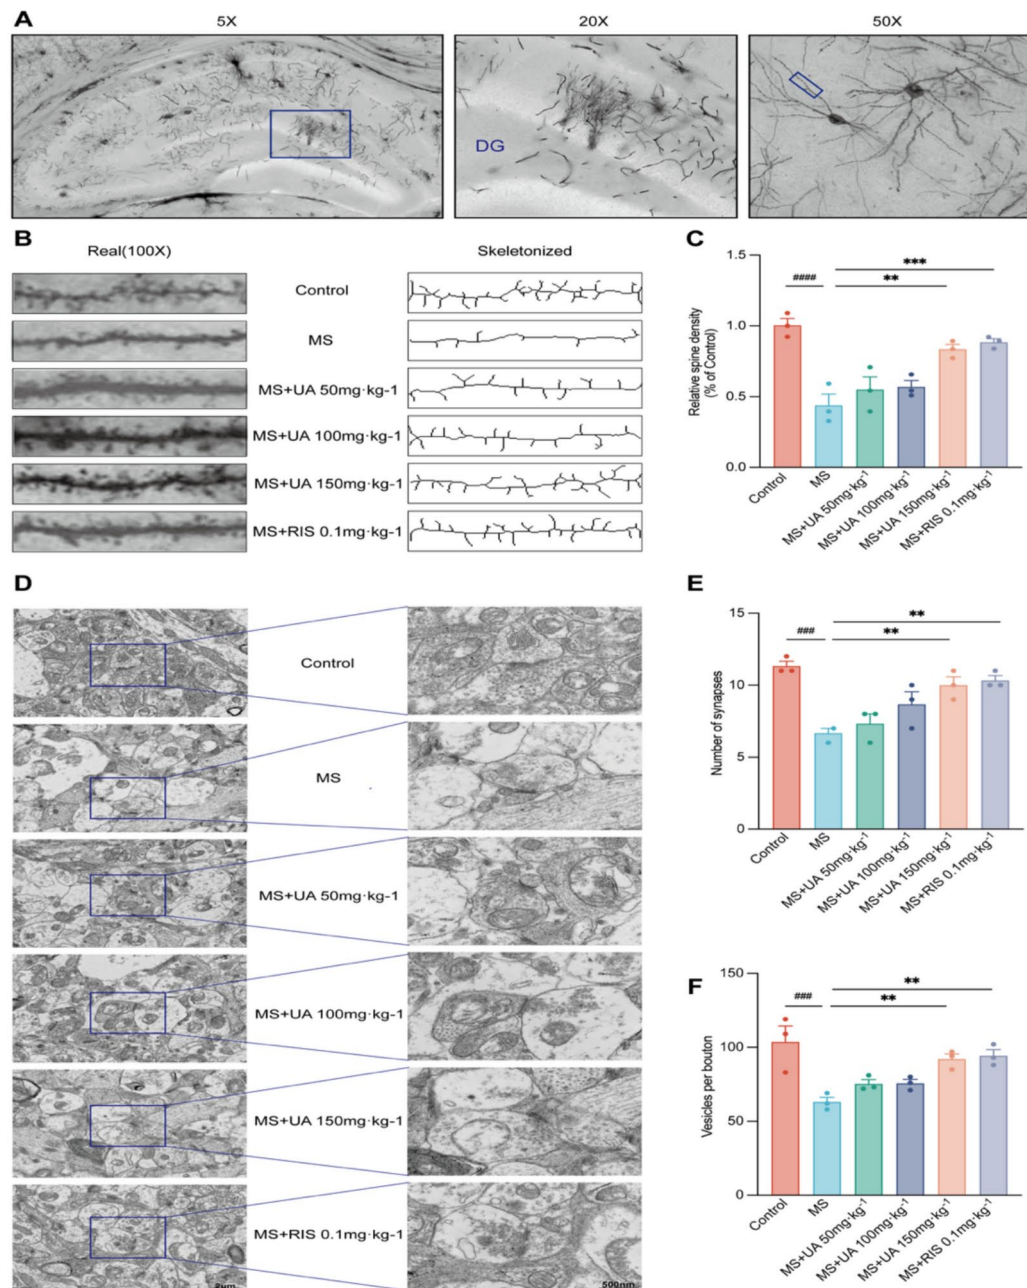 A
5X
20X
50X
DG
B
Real(100X)
Skeletonized
Control
MS
MS+UA 50mg·kg-1
MS+UA 100mg·kg-1
MS+UA 150mg·kg-1
MS+RIS 0.1mg·kg-1
C
Relative spine density
(% of Control)
1.5
1.0
0.5
0.0
####
**
***
Control
MS
MS+UA 50mg·kg⁻¹
MS+UA 100mg·kg⁻¹
MS+UA 150mg·kg⁻¹
MS+RIS 0.1mg·kg⁻¹
D
Control
MS
MS+UA 50mg·kg-1
MS+UA 100mg·kg-1
MS+UA 150mg·kg-1
MS+RIS 0.1mg·kg-1
2μm
500nm
E
Number of synapses
15
10
5
0
###
**
**
Control
MS
MS+UA 50mg·kg⁻¹
MS+UA 100mg·kg⁻¹
MS+UA 150mg·kg⁻¹
MS+RIS 0.1mg·kg⁻¹
F
Vesicles per bouton
150
100
50
0
###
**
**
Control
MS
MS+UA 50mg·kg⁻¹
MS+UA 100mg·kg⁻¹
MS+UA 150mg·kg⁻¹
MS+RIS 0.1mg·kg⁻¹